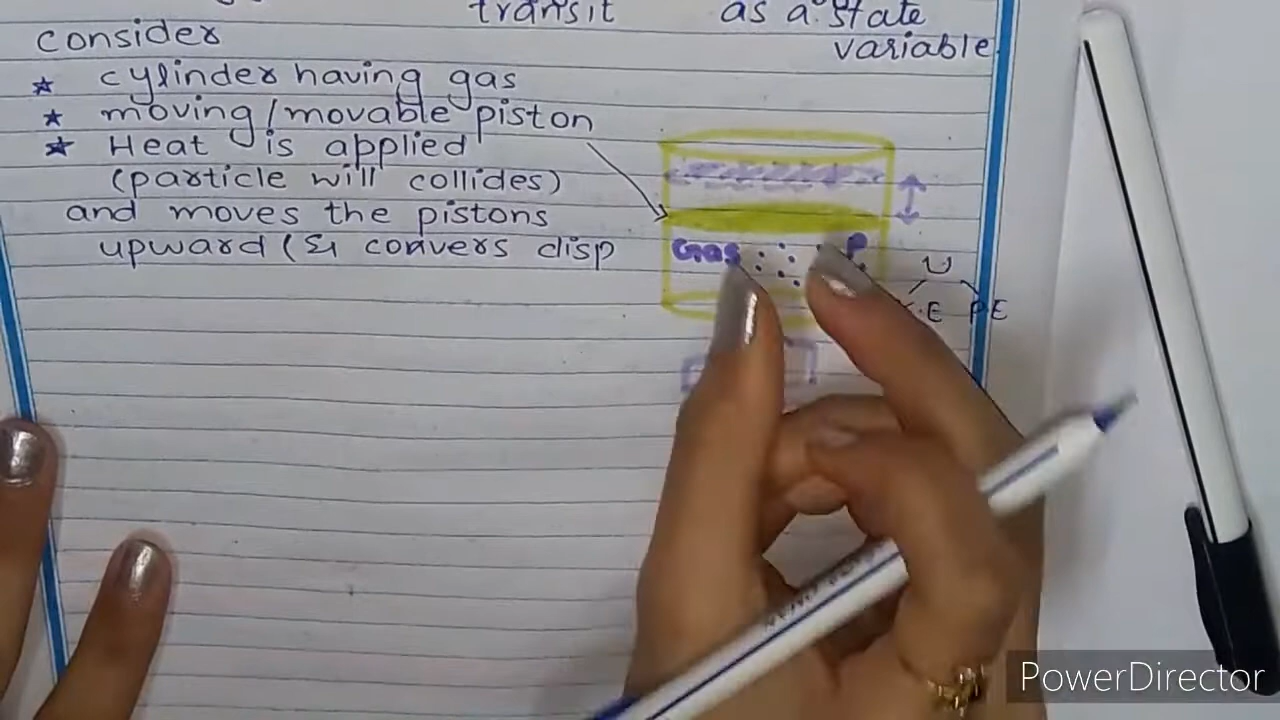 transit as a state
consider variable
★ cylinder having gas
★ moving/movable piston
★ Heat is applied
(particle will collides)
and moves the pistons
upward (& convers disp
Gas P
U
.E PE
PowerDirector